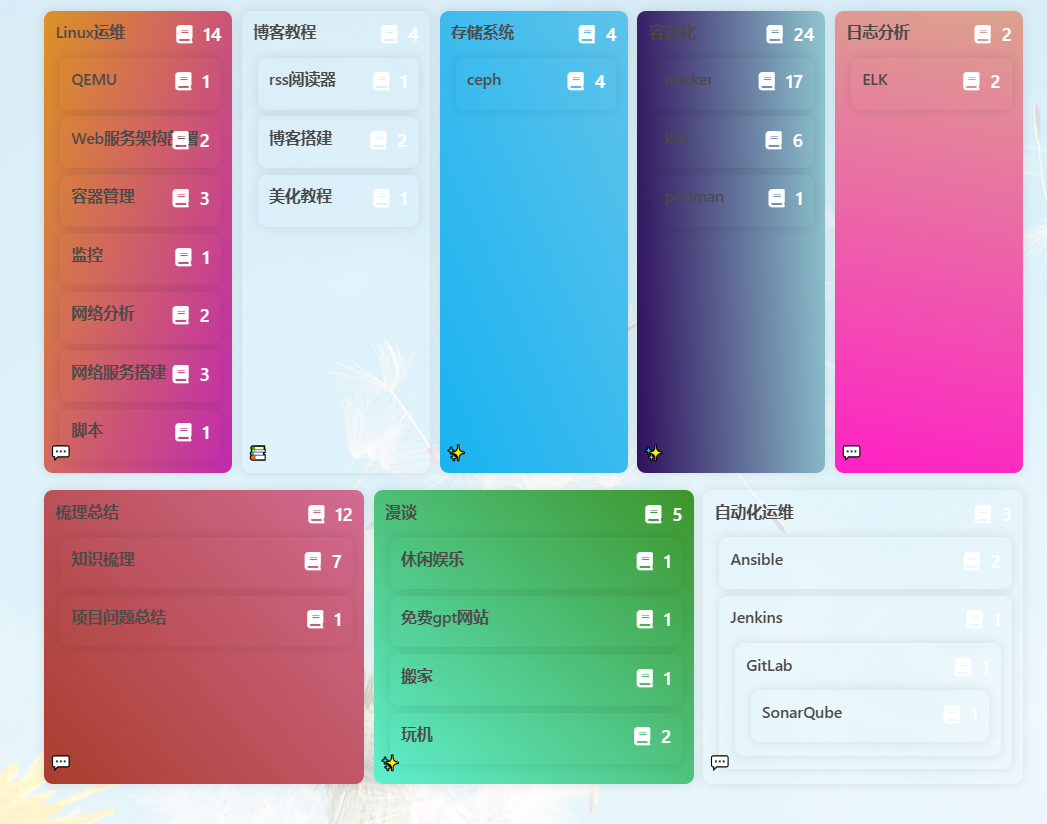 Linux运维 14
QEMU 1
Web服务架构部署 2
容器管理 3
监控 1
网络分析 2
网络服务搭建 3
脚本 1
博客教程 4
rss阅读器 1
博客搭建 2
美化教程 1
存储系统 4
ceph 4
容器化 24
docker 17
k8s 6
podman 1
日志分析 2
ELK 2
梳理总结 12
知识梳理 7
项目问题总结 1
漫谈 5
休闲娱乐 1
免费gpt网站 1
搬家 1
玩机 2
自动化运维 3
Ansible 2
Jenkins 1
GitLab 1
SonarQube 1